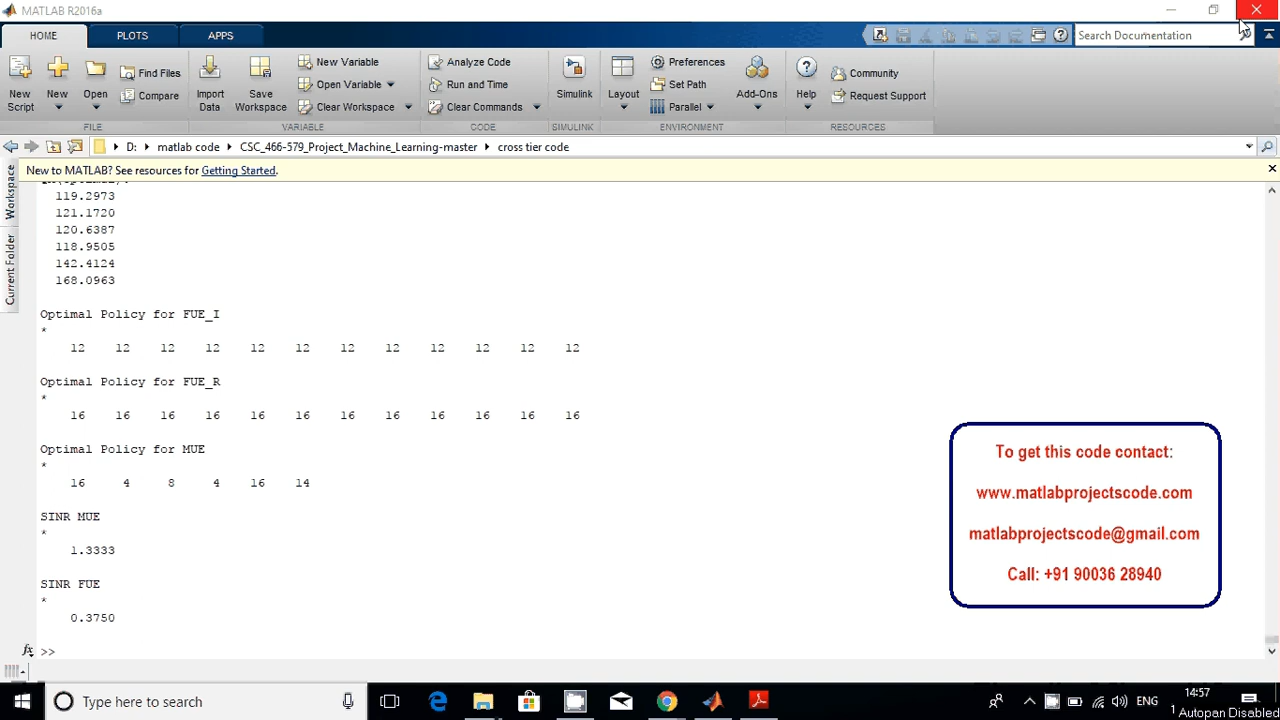 MATLAB R2016a
HOME PLOTS APPS
Search Documentation
New Script
New
Open
Find Files
Compare
Import Data
Save Workspace
New Variable
Open Variable
Clear Workspace
Analyze Code
Run and Time
Clear Commands
Simulink
Layout
Preferences
Set Path
Parallel
Add-Ons
Help
Community
Request Support
FILE VARIABLE CODE SIMULINK ENVIRONMENT RESOURCES
D: matlab code CSC_466-579_Project_Machine_Learning-master cross tier code
New to MATLAB? See resources for Getting Started.
Workspace
Current Folder
119.2973
121.1720
120.6387
118.9505
142.4124
168.0963
Optimal Policy for FUE_I
*
12 12 12 12 12 12 12 12 12 12 12 12
Optimal Policy for FUE_R
*
16 16 16 16 16 16 16 16 16 16 16 16
Optimal Policy for MUE
*
16 4 8 4 16 14
SINR MUE
*
1.3333
SINR FUE
*
0.3750
fx >>
To get this code contact:
www.matlabprojectscode.com
matlabprojectscode@gmail.com
Call: +91 90036 28940
Type here to search
ENG
14:57
Autopan Disabled